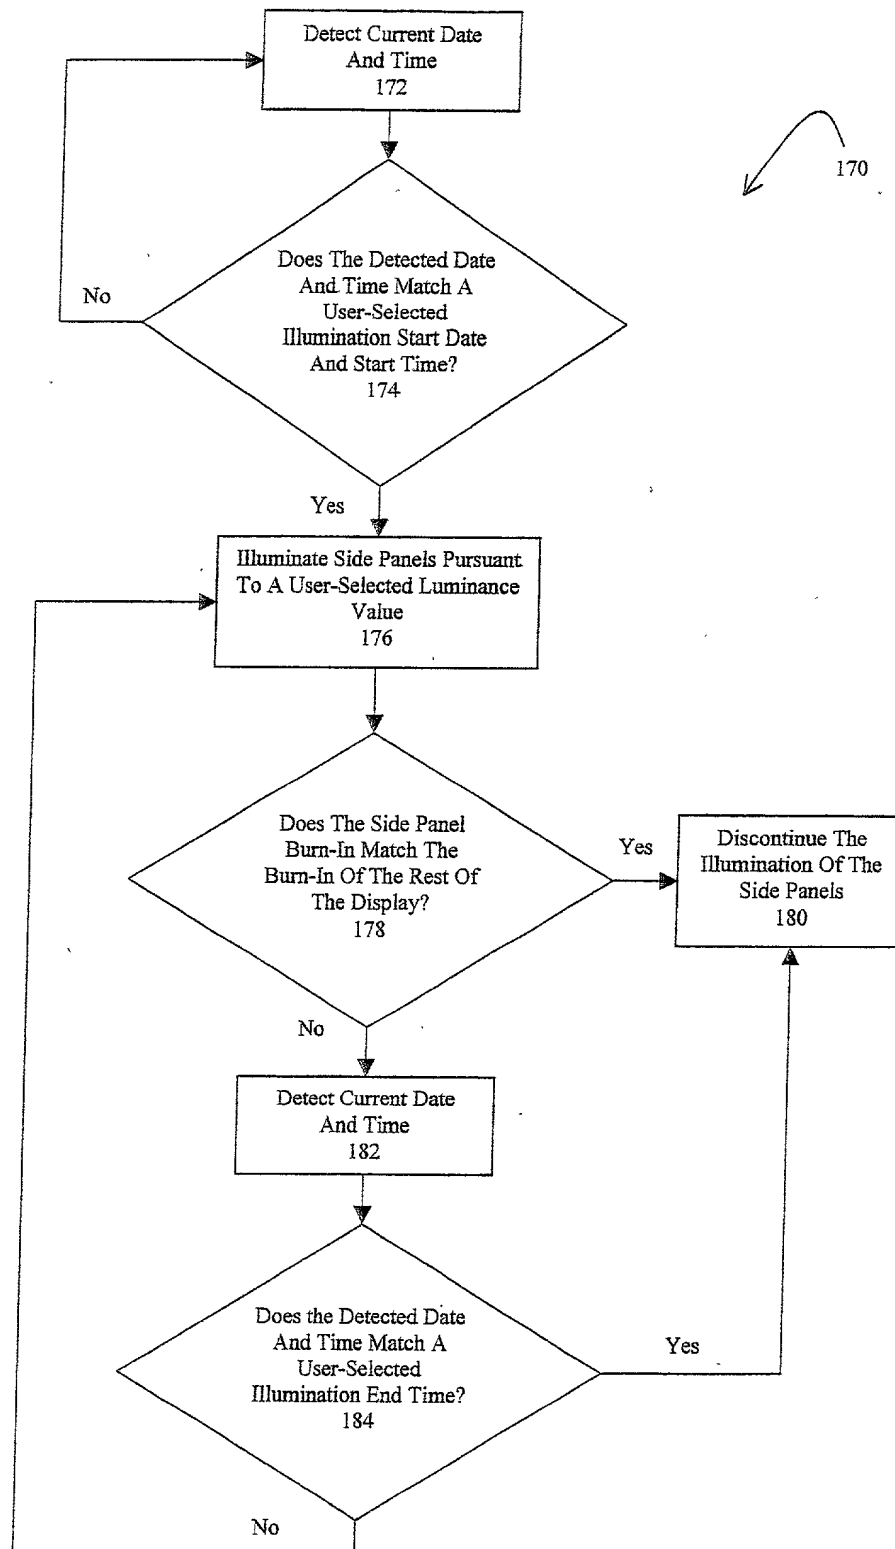 Detect Current Date
And Time
172
170
Does The Detected Date
And Time Match A
User-Selected
Illumination Start Date
And Start Time?
174
No
Yes
Illuminate Side Panels Pursuant
To A User-Selected Luminance
Value
176
Does The Side Panel
Burn-In Match The
Burn-In Of The Rest Of
The Display?
178
Yes
Discontinue The
Illumination Of The
Side Panels
180
No
Detect Current Date
And Time
182
Does the Detected Date
And Time Match A
User-Selected
Illumination End Time?
184
Yes
No